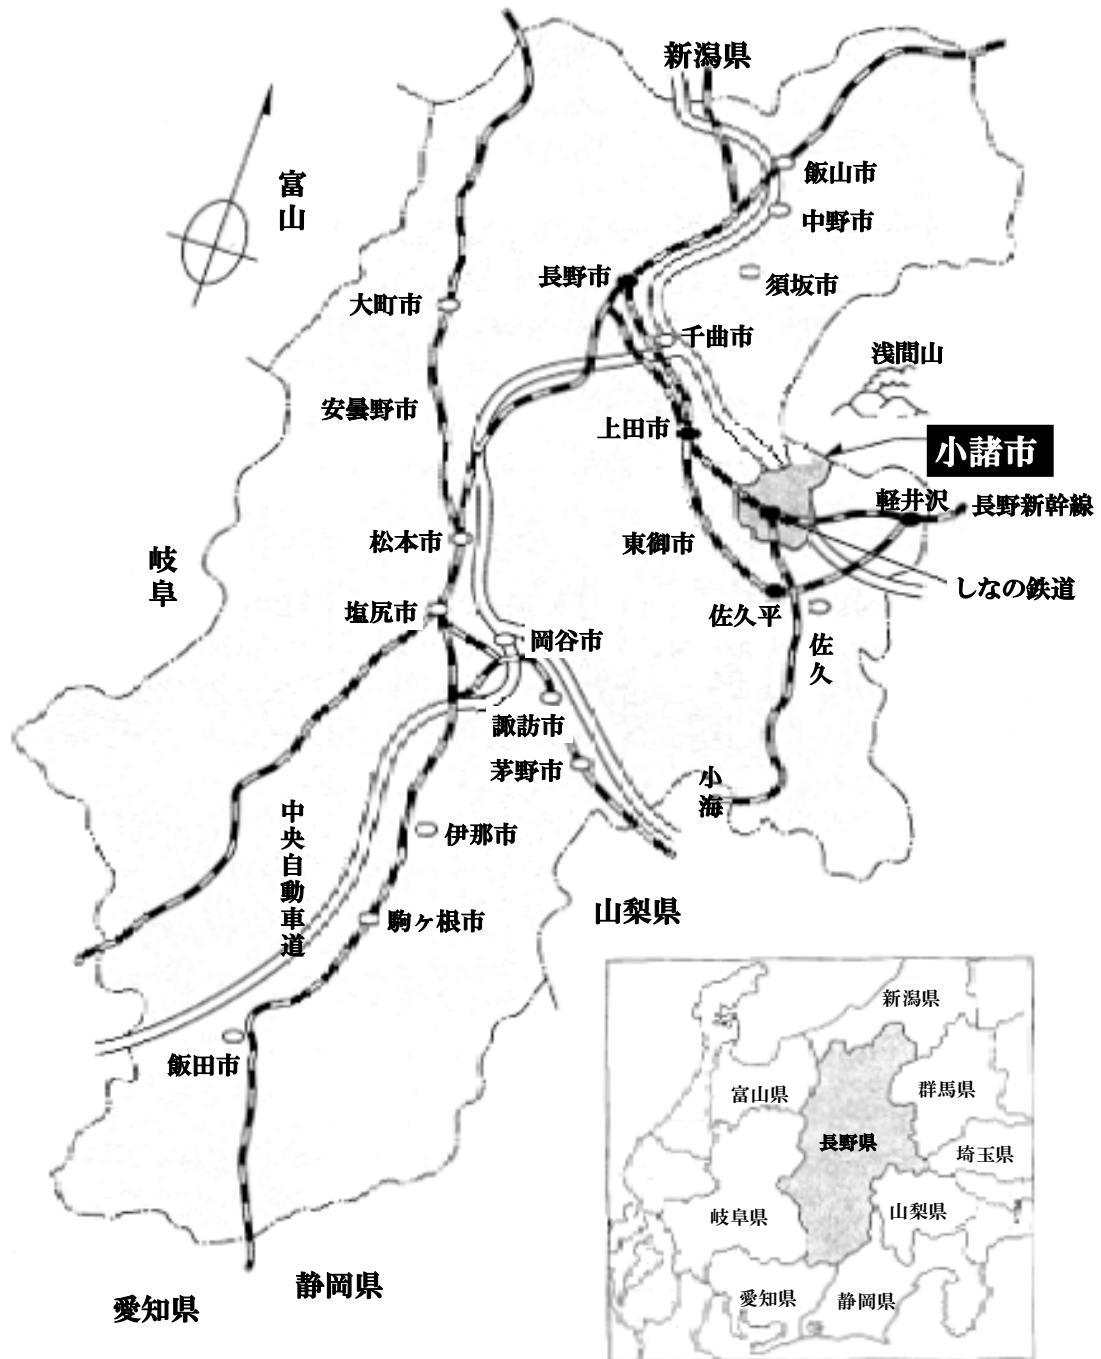 新潟県
富山
飯山市
中野市
長野市
須坂市
大町市
千曲市
浅間山
安曇野市
上田市
小諸市
軽井沢
長野新幹線
松本市
東御市
岐阜
しなの鉄道
塩尻市
佐久平
岡谷市
佐久
諏訪市
茅野市
小海
中央自動車道
伊那市
駒ヶ根市
山梨県
飯田市
静岡県
愛知県
新潟県
富山県
群馬県
長野県
埼玉県
岐阜県
山梨県
愛知県
静岡県